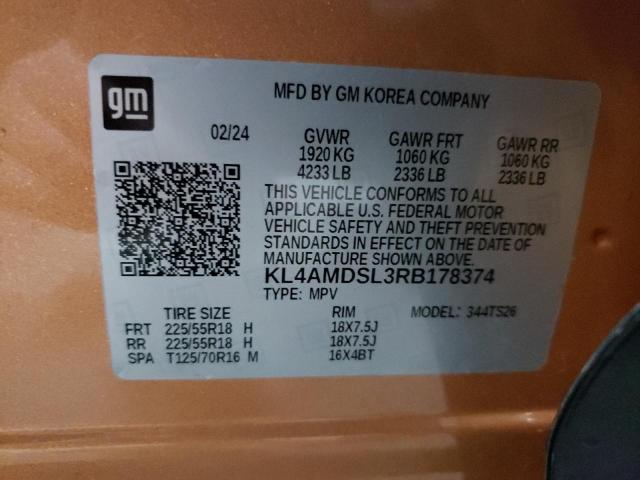 gm
MFD BY GM KOREA COMPANY
02/24 GVWR GAWR FRT GAWR RR
1920 KG 1060 KG 1060 KG
4233 LB 2336 LB 2336 LB
THIS VEHICLE CONFORMS TO ALL
APPLICABLE U.S. FEDERAL MOTOR
VEHICLE SAFETY AND THEFT PREVENTION
STANDARDS IN EFFECT ON THE DATE OF
MANUFACTURE SHOWN ABOVE.
KL4AMDSL3RB178374
TYPE: MPV
TIRE SIZE RIM MODEL: 344TS26
FRT 225/55R18 H 18X7.5J
RR 225/55R18 H 18X7.5J
SPA T125/70R16 M 16X4BT